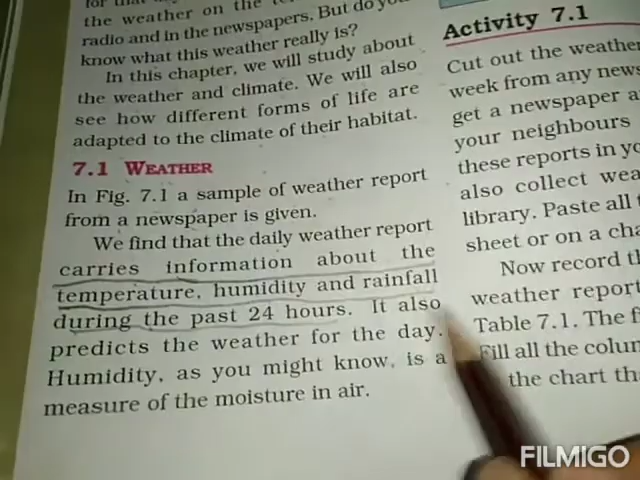 the weather on the
radio and in the newspapers. But do you
know what this weather really is?
In this chapter, we will study about
the weather and climate. We will also
see how different forms of life are
adapted to the climate of their habitat.
7.1 WEATHER
In Fig. 7.1 a sample of weather report
from a newspaper is given.
We find that the daily weather report
carries information about the
temperature, humidity and rainfall
during the past 24 hours. It also
predicts the weather for the day.
Humidity, as you might know, is a
measure of the moisture in air.
Activity 7.1
Cut out the weather
week from any news
get a newspaper a
your neighbours
these reports in yo
also collect wea
library. Paste all
sheet or on a cha
Now record th
weather report
Table 7.1. The f
Fill all the colum
the chart th
FILMIGO